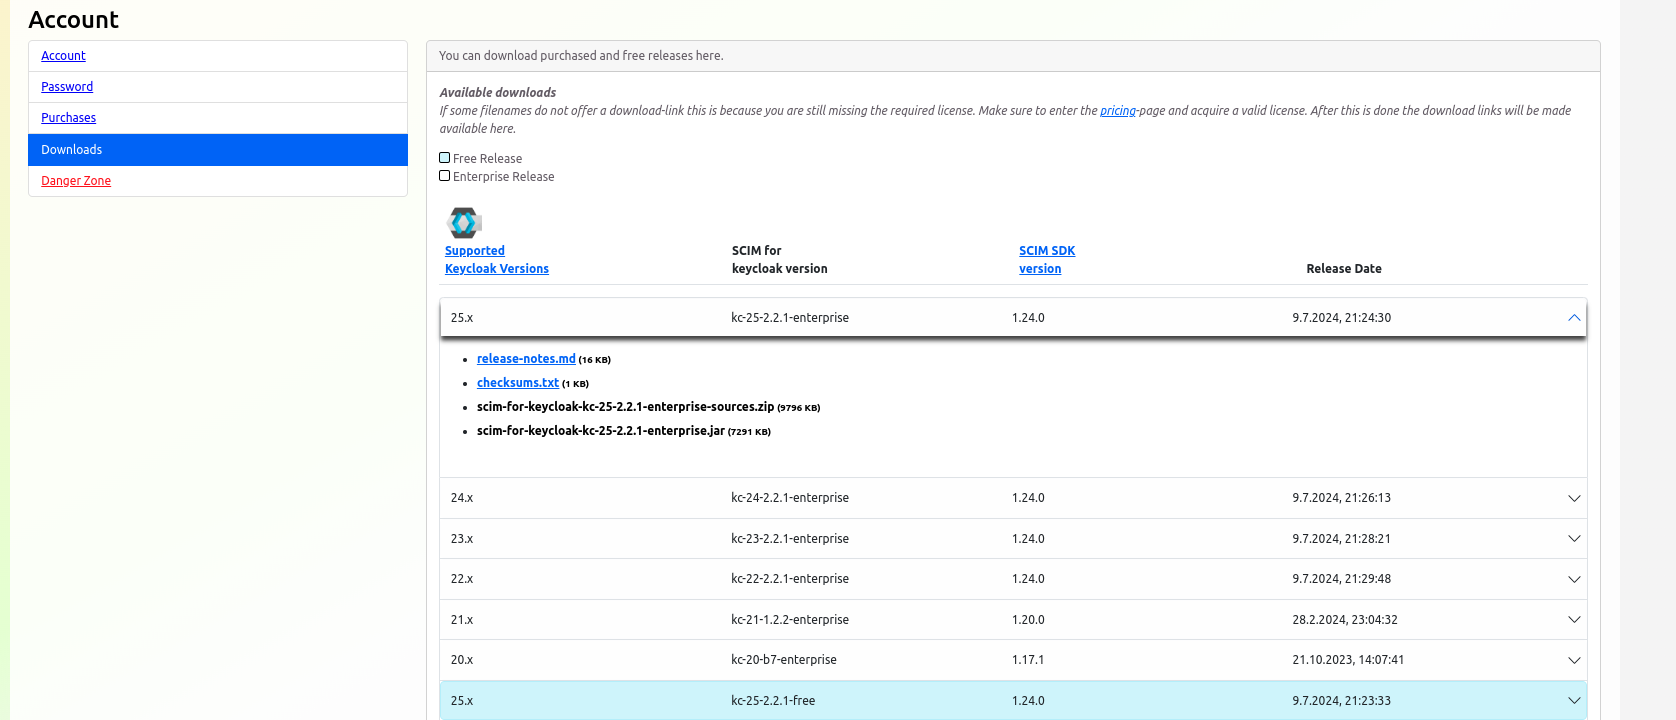 Account
Account
Password
Purchases
Downloads
Danger Zone
You can download purchased and free releases here.
Available downloads
If some filenames do not offer a download-link this is because you are still missing the required license. Make sure to enter the pricing-page and acquire a valid license. After this is done the download links will be made
available here.
Free Release
Enterprise Release
Supported
Keycloak Versions
SCIM for
keycloak version
SCIM SDK
version
Release Date
25.x kc-25-2.2.1-enterprise 1.24.0 9.7.2024, 21:24:30
release-notes.md (16 KB)
checksums.txt (1 KB)
scim-for-keycloak-kc-25-2.2.1-enterprise-sources.zip (9796 KB)
scim-for-keycloak-kc-25-2.2.1-enterprise.jar (7291 KB)
24.x kc-24-2.2.1-enterprise 1.24.0 9.7.2024, 21:26:13
23.x kc-23-2.2.1-enterprise 1.24.0 9.7.2024, 21:28:21
22.x kc-22-2.2.1-enterprise 1.24.0 9.7.2024, 21:29:48
21.x kc-21-1.2.2-enterprise 1.20.0 28.2.2024, 23:04:32
20.x kc-20-b7-enterprise 1.17.1 21.10.2023, 14:07:41
25.x kc-25-2.2.1-free 1.24.0 9.7.2024, 21:23:33